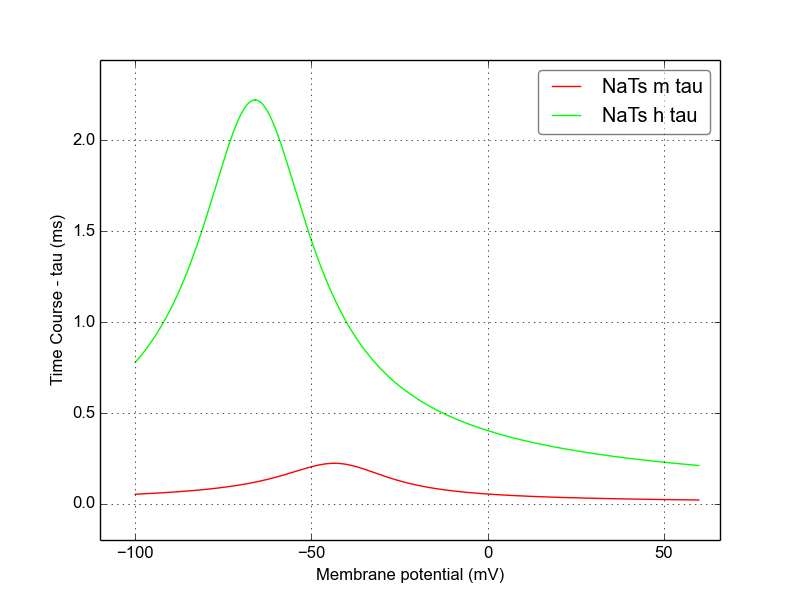 NaTs m tau
NaTs h tau
2.0
1.5
1.0
0.5
0.0
Time Course - tau (ms)
−100
−50
0
50
Membrane potential (mV)